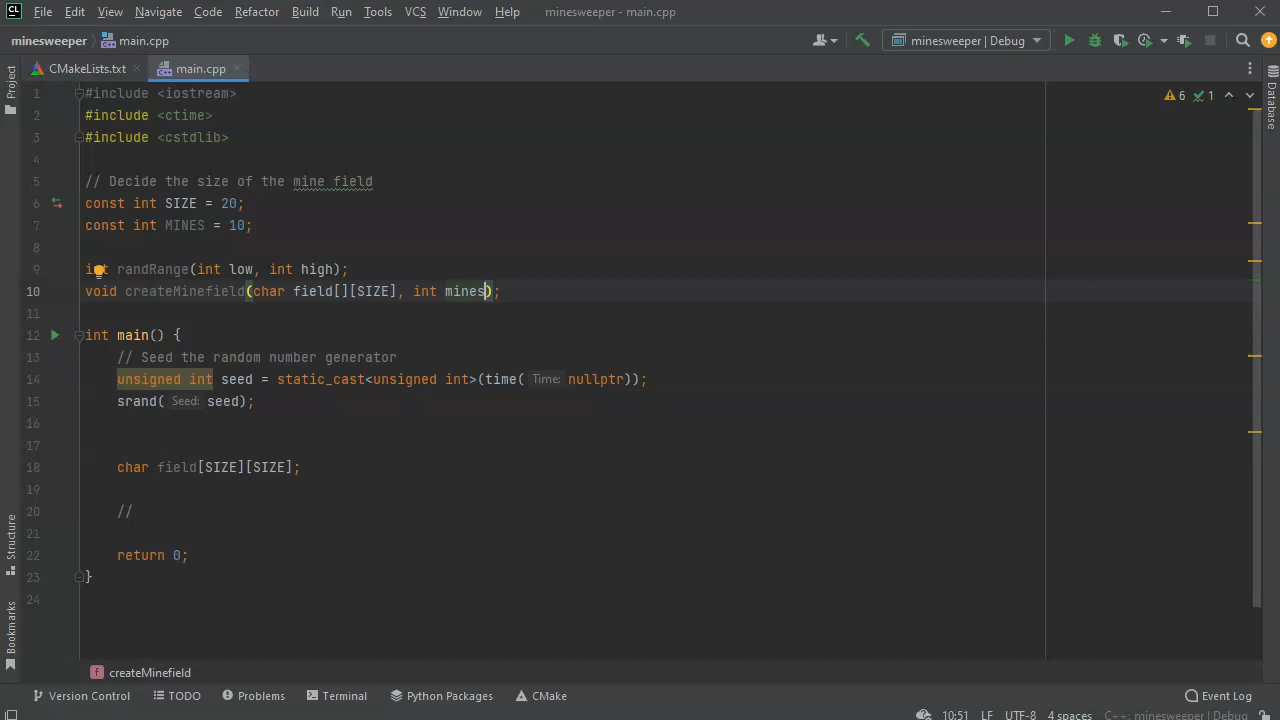 CL File Edit View Navigate Code Refactor Build Run Tools VCS Window Help minesweeper - main.cpp
minesweeper main.cpp minesweeper | Debug
Project CMakeLists.txt main.cpp
1 #include <iostream> 6 1
2 #include <ctime>
3 #include <cstdlib>
4
5 // Decide the size of the mine field
6 const int SIZE = 20;
7 const int MINES = 10;
8
9 int randRange(int low, int high);
10 void createMinefield(char field[][SIZE], int mines);
11
12 int main() {
13 // Seed the random number generator
14 unsigned int seed = static_cast<unsigned int>(time( Time: nullptr));
15 srand( Seed: seed);
16
17
18 char field[SIZE][SIZE];
19
20 //
21
22 return 0;
23 }
24
Database
Structure
Bookmarks
f createMinefield
Version Control TODO Problems Terminal Python Packages CMake Event Log
10:51 LF UTF-8 4 spaces C++: minesweeper | Debug